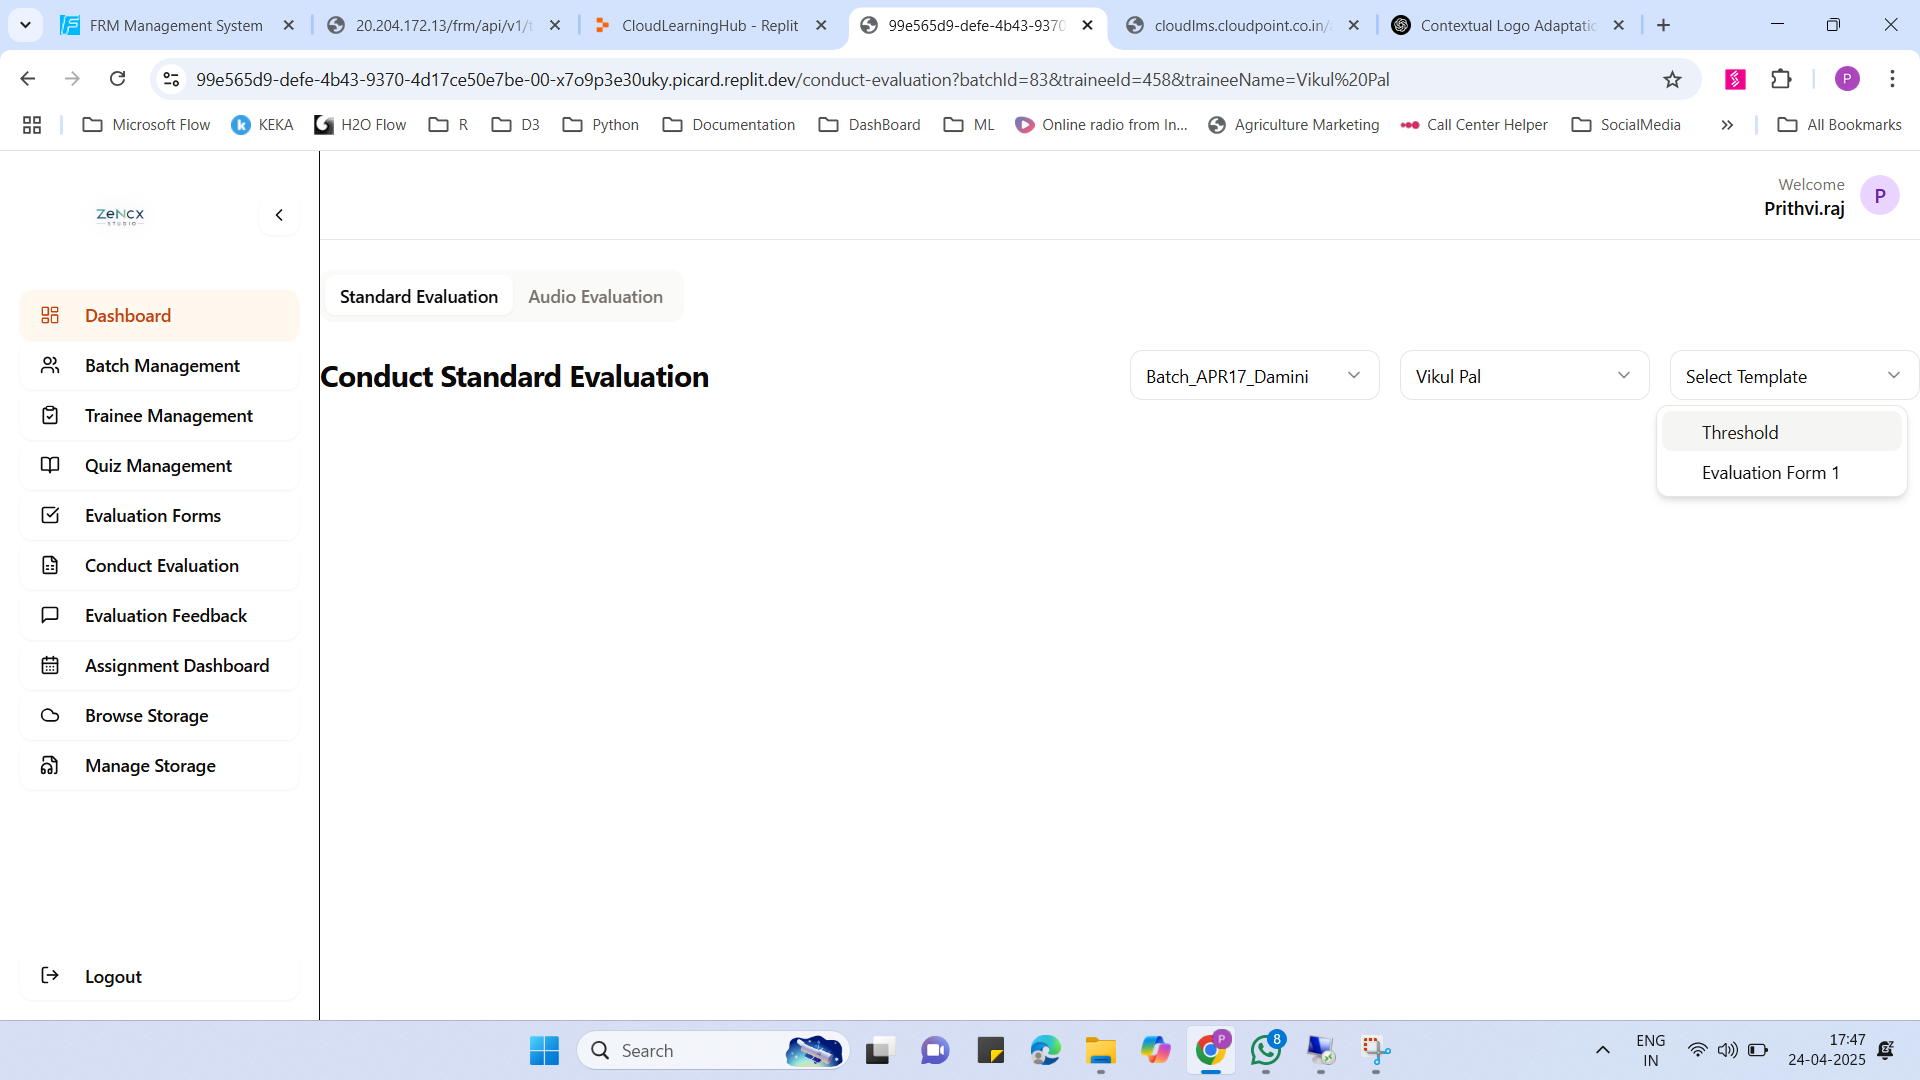 FRM Management System
20.204.172.13/frm/api/v1/
CloudLearningHub - Replit
99e565d9-defe-4b43-9370
cloudlms.cloudpoint.co.in/
Contextual Logo Adaptatio
99e565d9-defe-4b43-9370-4d17ce50e7be-00-x7o9p3e30uky.picard.replit.dev/conduct-evaluation?batchId=83&traineeId=458&traineeName=Vikul%20Pal
P
Microsoft Flow
KEKA
H2O Flow
R
D3
Python
Documentation
DashBoard
ML
Online radio from In...
Agriculture Marketing
Call Center Helper
SocialMedia
All Bookmarks
ZeNcx
STUDIO
Welcome
Prithvi.raj
P
Dashboard
Batch Management
Trainee Management
Quiz Management
Evaluation Forms
Conduct Evaluation
Evaluation Feedback
Assignment Dashboard
Browse Storage
Manage Storage
Logout
Standard Evaluation
Audio Evaluation
Conduct Standard Evaluation
Batch_APR17_Damini
Vikul Pal
Select Template
Threshold
Evaluation Form 1
Search
P
8
ENG
IN
17:47
24-04-2025